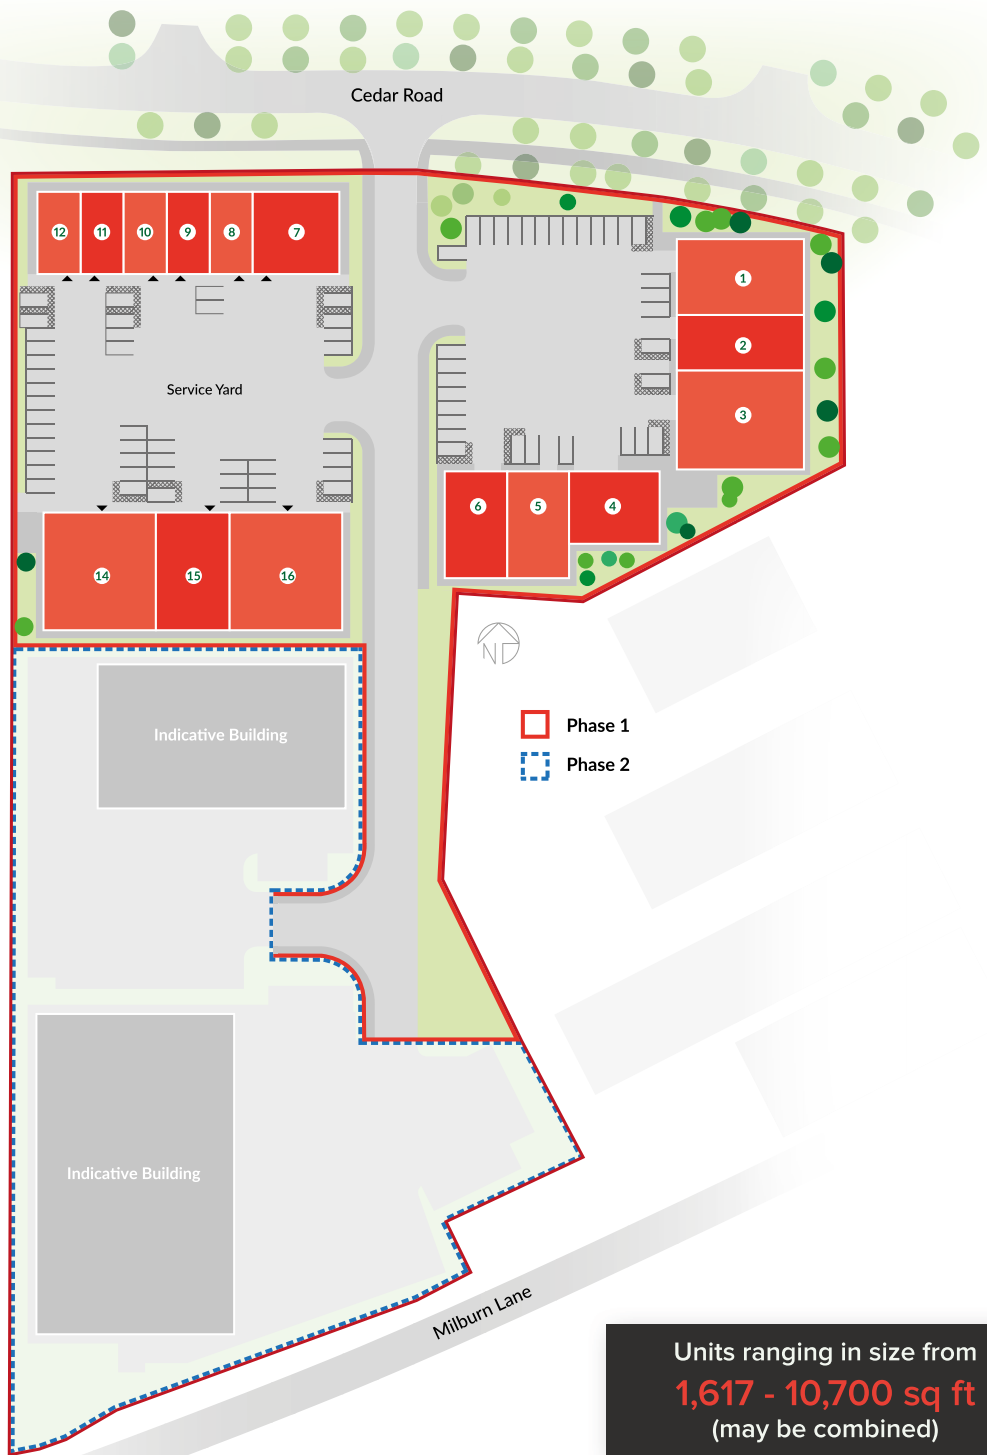 Cedar Road
12
11
10
9
8
7
1
2
3
Service Yard
6
5
4
14
15
16
N
Indicative Building
Phase 1
Phase 2
Indicative Building
Milburn Lane
Units ranging in size from
1,617 - 10,700 sq ft
(may be combined)